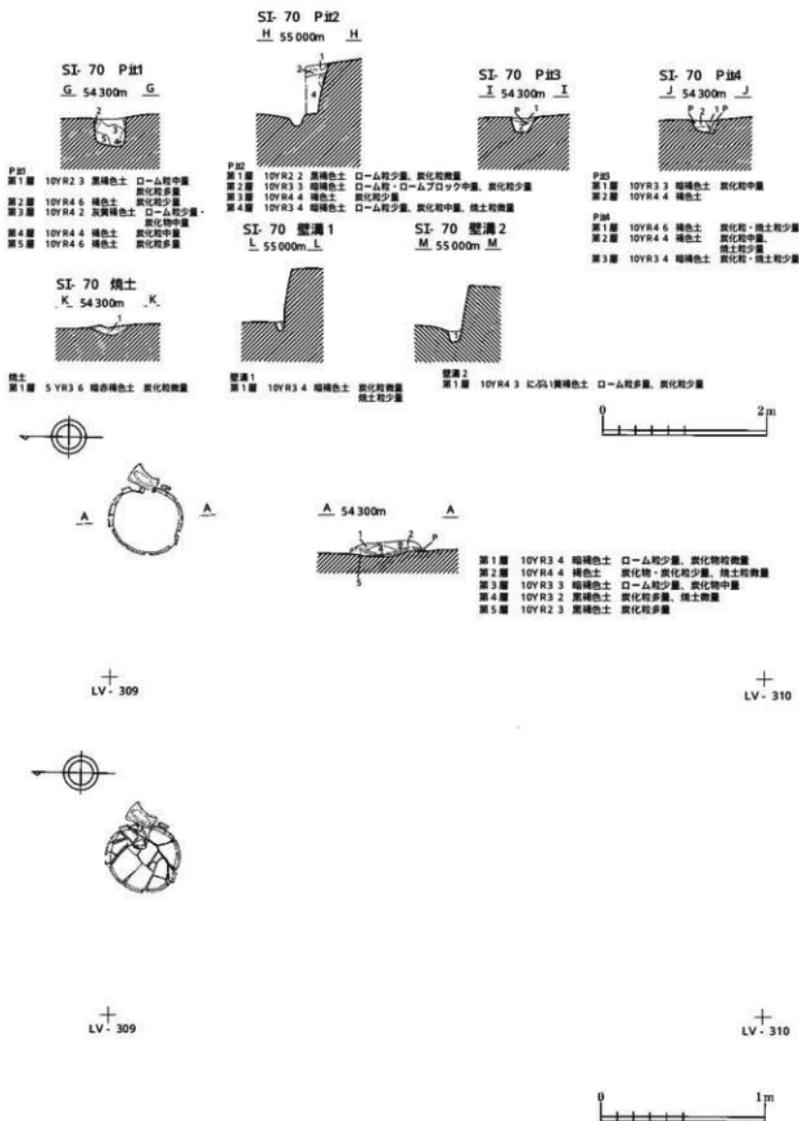 SI- 70 Pit2
H 55 000m H
1
2
4
SI- 70 Pit1
G 54 300m G
2
3
5 4
SI- 70 Pit3
I 54 300m I
P 1
2
SI- 70 Pit4
J 54 300m J
P 2 1 P
Pit1
第1層 10YR2 3 黒褐色土 ローム粒中量
炭化粒多量
第2層 10YR4 6 褐色土 炭化粒少量
第3層 10YR4 2 灰黄褐色土 ローム粒少量・
炭化物中量
第4層 10YR4 4 褐色土 炭化粒中量
第5層 10YR4 6 褐色土 炭化粒多量
Pit2
第1層 10YR2 2 黒褐色土 ローム粒少量、炭化粒微量
第2層 10YR3 3 暗褐色土 ローム粒・ロームブロック中量、炭化粒少量
第3層 10YR4 4 褐色土 炭化粒少量
第4層 10YR3 4 暗褐色土 ローム粒少量、炭化粒中量、焼土粒微量
Pit3
第1層 10YR3 3 暗褐色土 炭化粒中量
第2層 10YR4 4 褐色土
Pit4
第1層 10YR4 6 褐色土 炭化粒・焼土粒少量
第2層 10YR4 4 褐色土 炭化粒中量、
焼土粒少量
第3層 10YR3 4 暗褐色土 炭化粒・焼土粒少量
SI- 70 焼土
K 54 300m K
1
SI- 70 壁溝1
L 55 000m L
SI- 70 壁溝2
M 55 000m M
1
焼土
第1層 5 YR3 6 暗赤褐色土 炭化粒微量
壁溝1
第1層 10YR3 4 暗褐色土 炭化粒微量
焼土粒少量
壁溝2
第1層 10YR4 3 にぶい黄褐色土 ローム粒多量、炭化粒少量
0 2m
A A
A 54 300m A
1 2 P
5
第1層 10YR3 4 暗褐色土 ローム粒少量、炭化物粒微量
第2層 10YR4 4 褐色土 炭化物・炭化粒少量、焼土粒微量
第3層 10YR3 3 暗褐色土 ローム粒少量、炭化物中量
第4層 10YR3 2 黒褐色土 炭化粒多量、焼土微量
第5層 10YR2 3 黒褐色土 炭化粒多量
LV - 309
LV - 310
LV - 309
LV - 310
0 1m